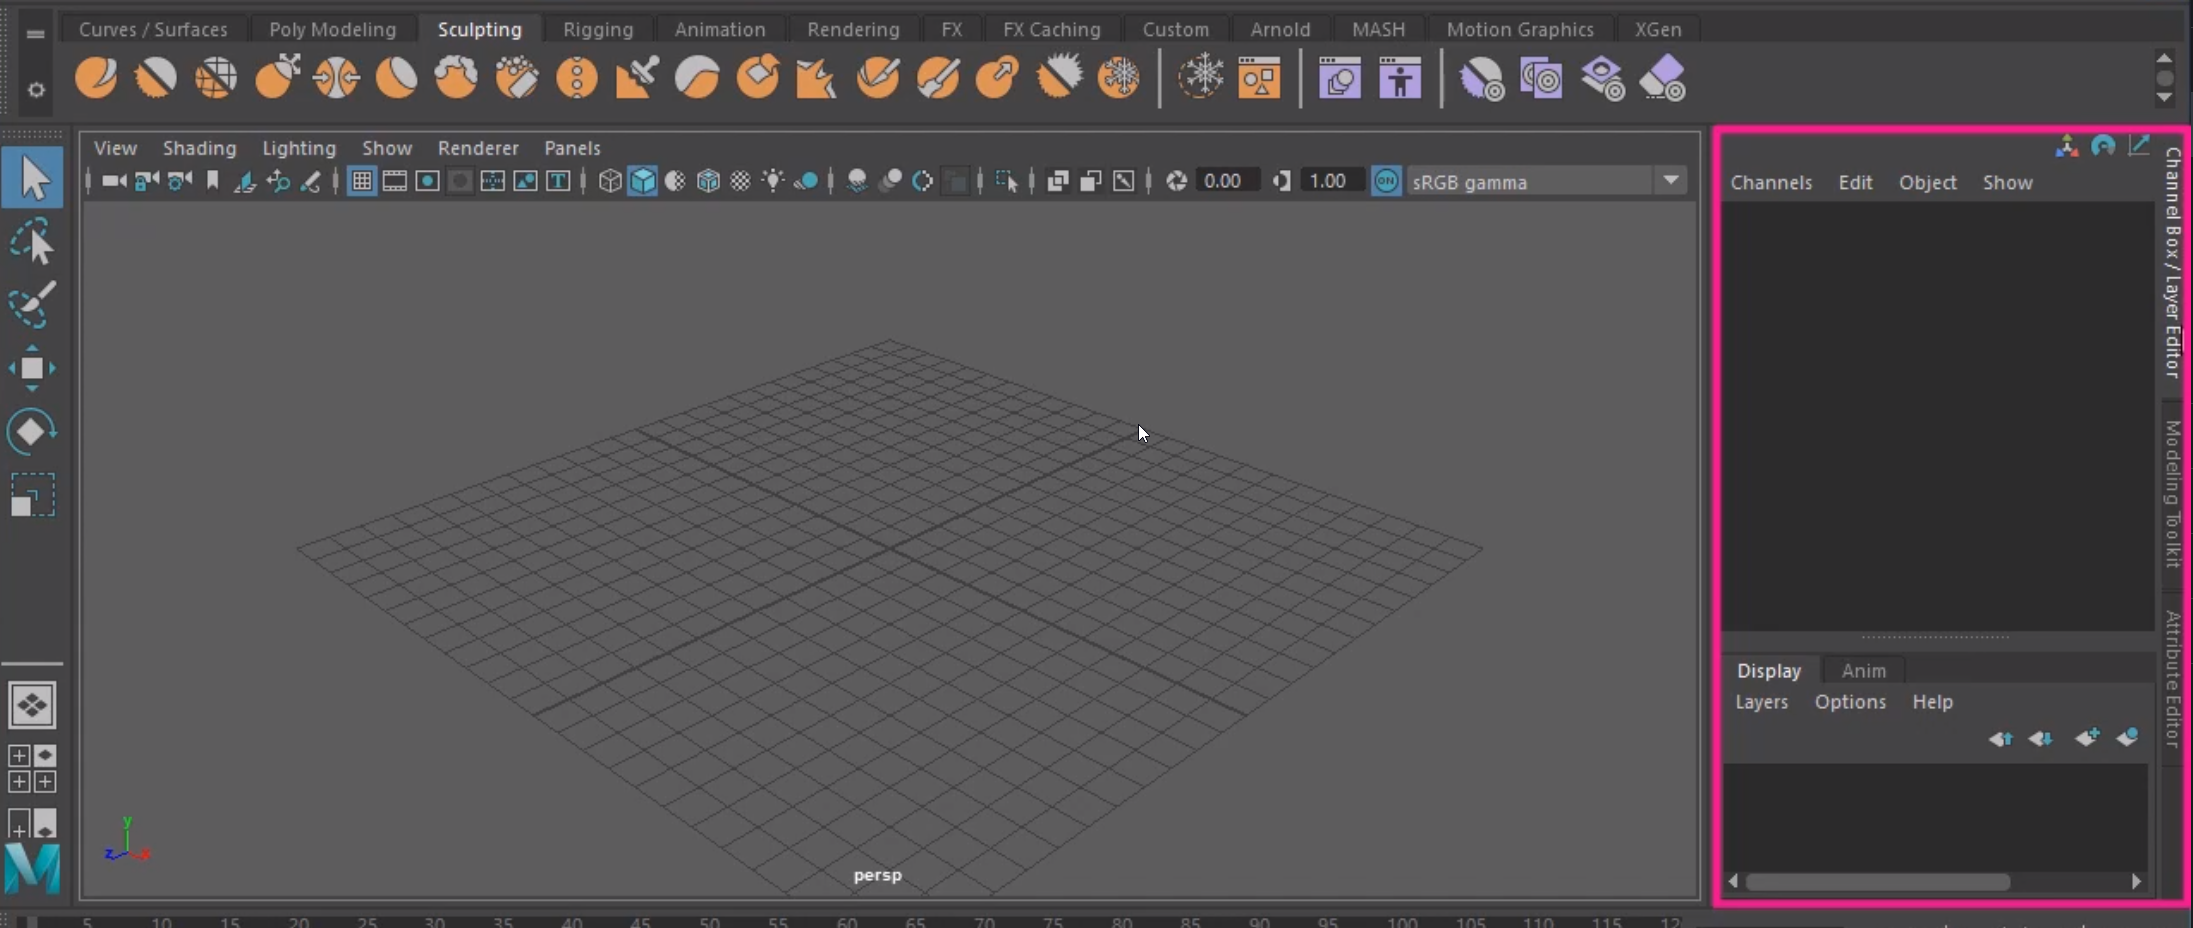 Curves / Surfaces Poly Modeling Sculpting Rigging Animation Rendering FX FX Caching Custom Arnold MASH Motion Graphics XGen
View Shading Lighting Show Renderer Panels
0.00 1.00 ON sRGB gamma
Channels Edit Object Show
Channel Box / Layer Editor
Modeling Toolkit
Attribute Editor
Display Anim
Layers Options Help
y
z x
persp
M
5 10 15 20 25 30 35 40 45 50 55 60 65 70 75 80 85 90 95 100 105 110 115 12